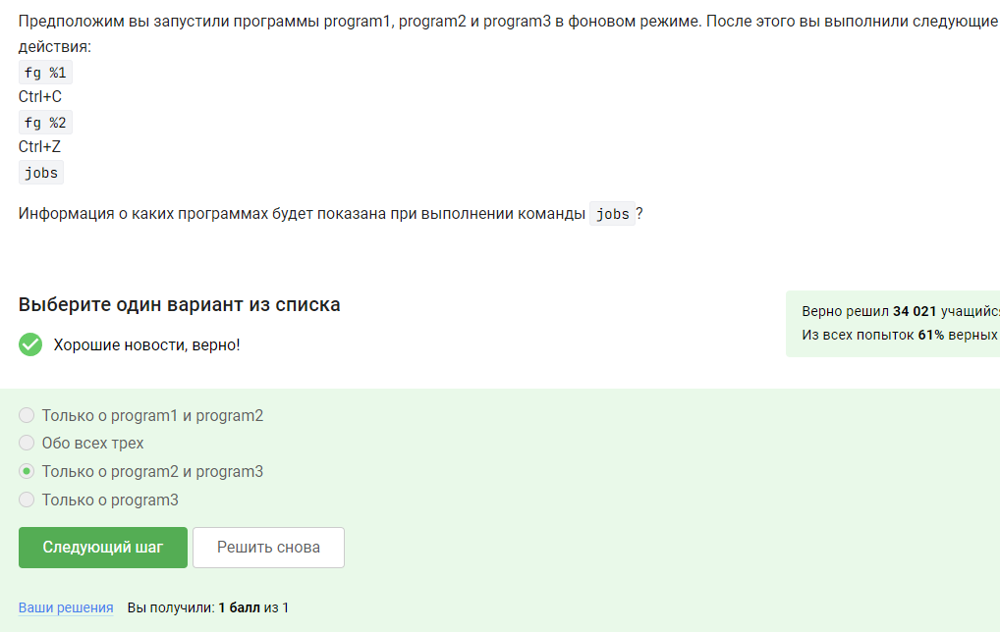 Предположим вы запустили программы program1, program2 и program3 в фоновом режиме. После этого вы выполнили следующие
действия:
fg %1
Ctrl+C
fg %2
Ctrl+Z
jobs
Информация о каких программах будет показана при выполнении команды jobs?
Выберите один вариант из списка
Хорошие новости, верно!
Верно решил 34 021 учащийс
Из всех попыток 61% верных
Только о program1 и program2
Обо всех трех
Только о program2 и program3
Только о program3
Следующий шаг
Решить снова
Ваши решения Вы получили: 1 балл из 1